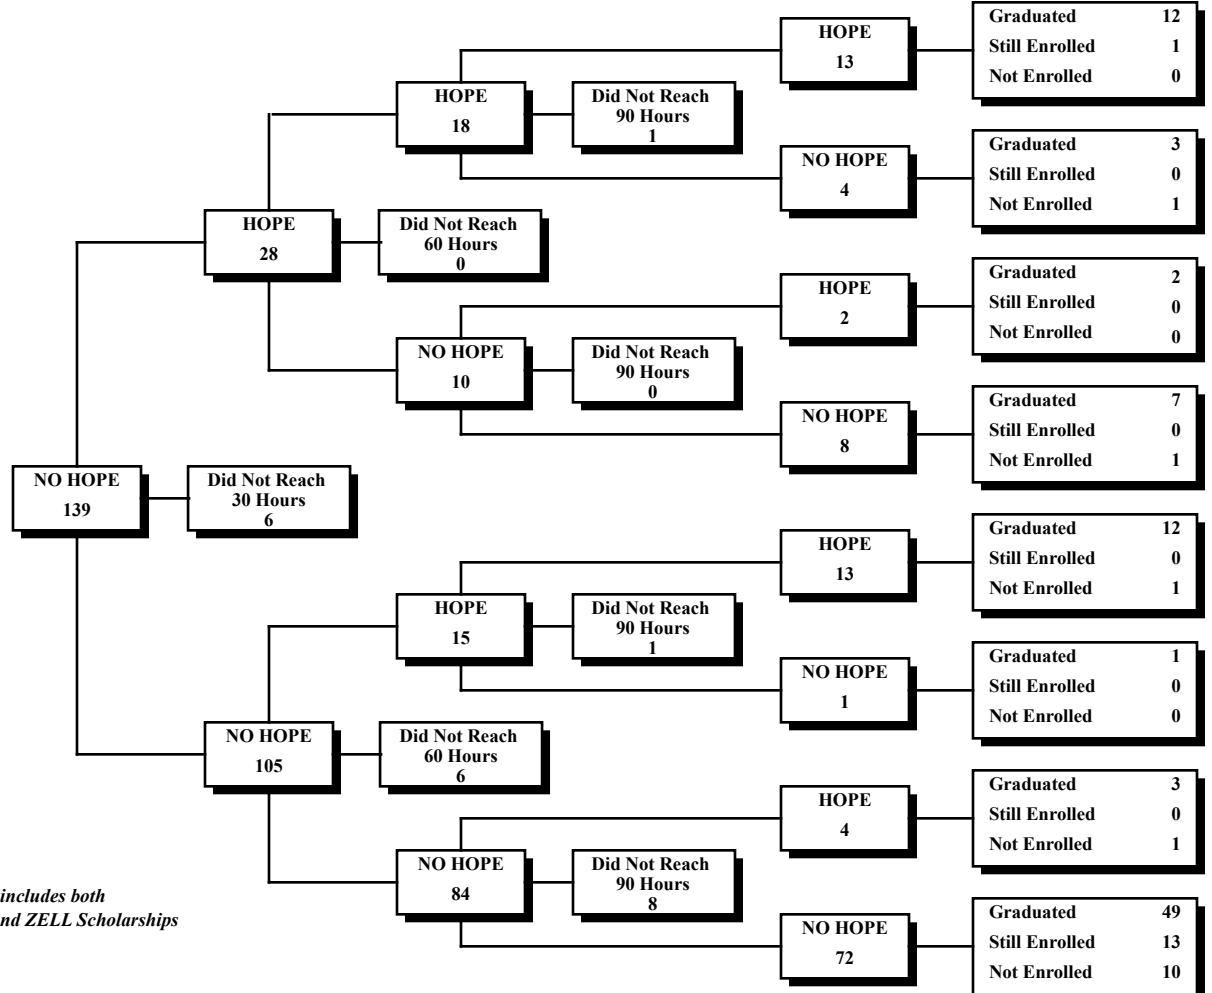 Graduated 12
Still Enrolled 1
Not Enrolled 0
HOPE
13
HOPE
18
Did Not Reach
90 Hours
1
NO HOPE
4
Graduated 3
Still Enrolled 0
Not Enrolled 1
HOPE
28
Did Not Reach
60 Hours
0
HOPE
2
Graduated 2
Still Enrolled 0
Not Enrolled 0
NO HOPE
10
Did Not Reach
90 Hours
0
NO HOPE
8
Graduated 7
Still Enrolled 0
Not Enrolled 1
NO HOPE
139
Did Not Reach
30 Hours
6
HOPE
13
Graduated 12
Still Enrolled 0
Not Enrolled 1
HOPE
15
Did Not Reach
90 Hours
1
NO HOPE
1
Graduated 1
Still Enrolled 0
Not Enrolled 0
NO HOPE
105
Did Not Reach
60 Hours
6
HOPE
4
Graduated 3
Still Enrolled 0
Not Enrolled 1
NO HOPE
84
Did Not Reach
90 Hours
8
NO HOPE
72
Graduated 49
Still Enrolled 13
Not Enrolled 10
includes both
nd ZELL Scholarships